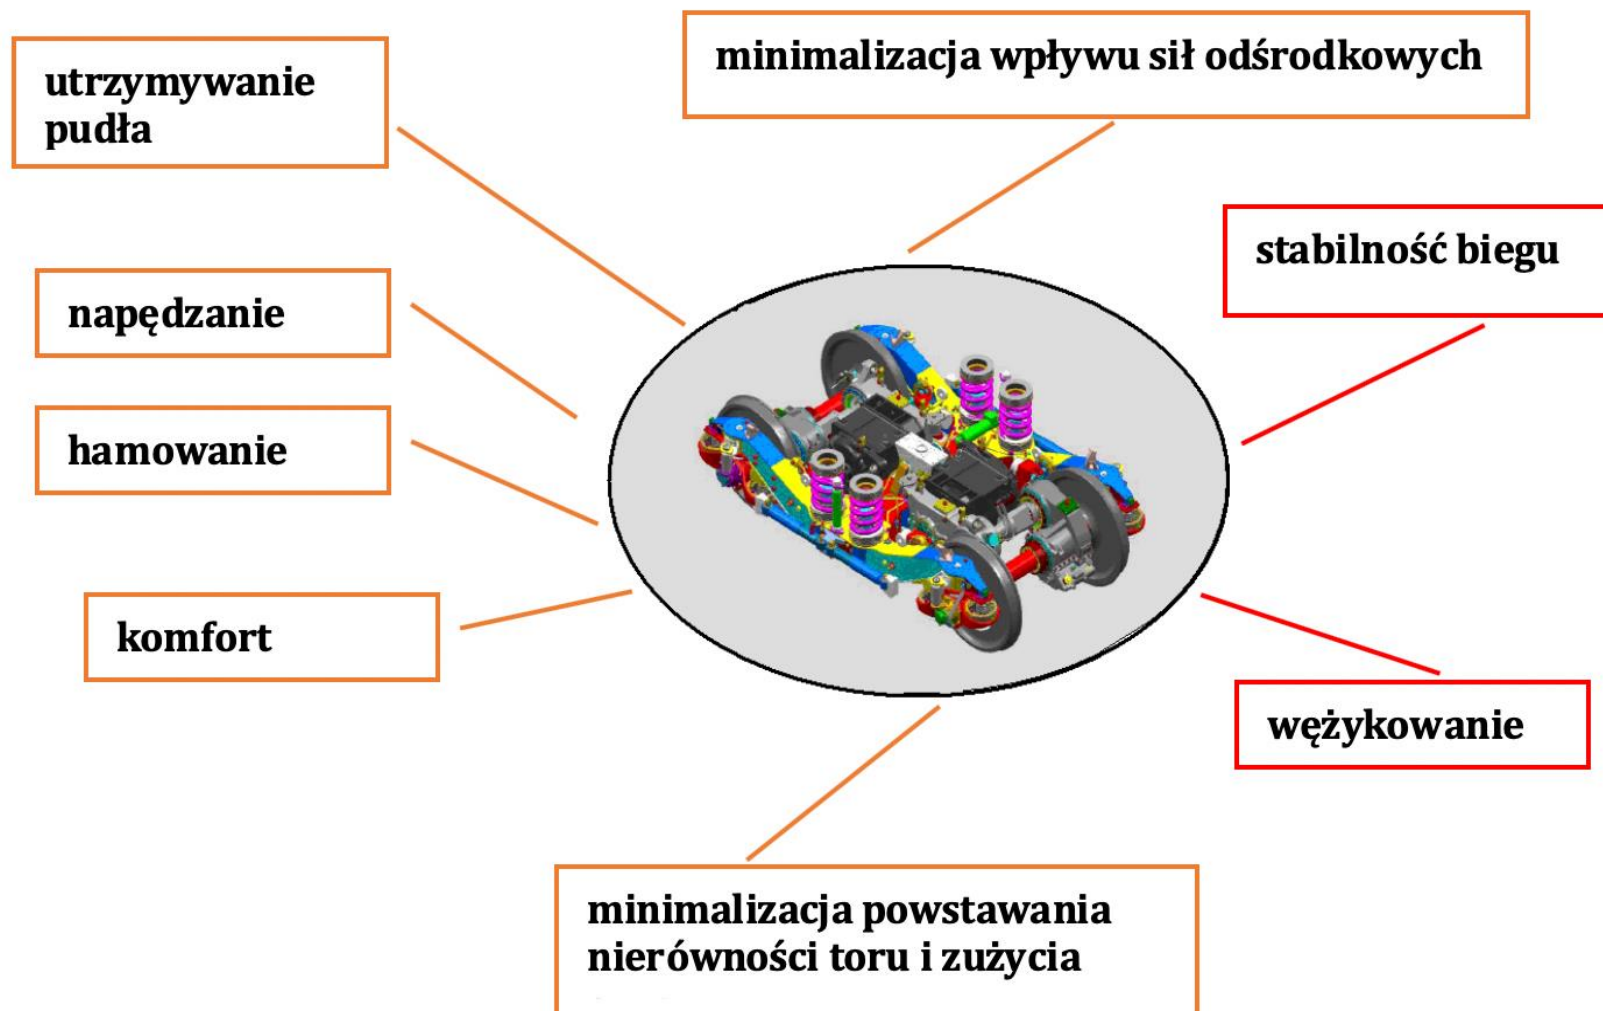 minimalizacja wpływu sił odśrodkowych
utrzymywanie
pudła
stabilność biegu
napędzanie
hamowanie
komfort
wężykowanie
minimalizacja powstawania
nierówności toru i zużycia